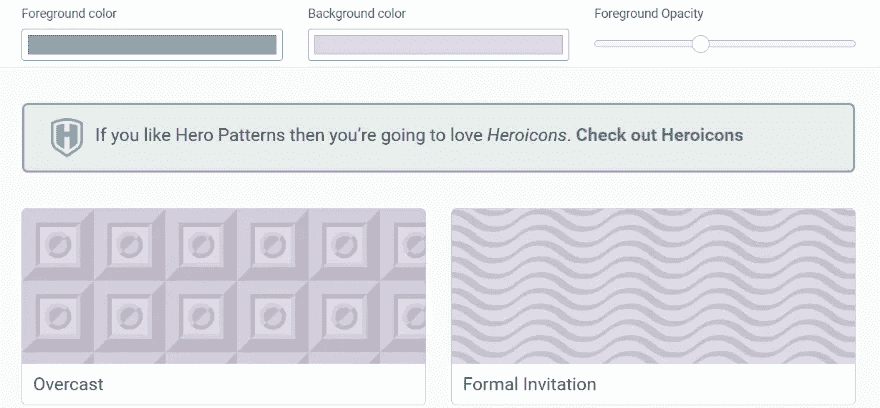 Foreground color
Background color
Foreground Opacity
If you like Hero Patterns then you’re going to love Heroicons. Check out Heroicons
Overcast
Formal Invitation